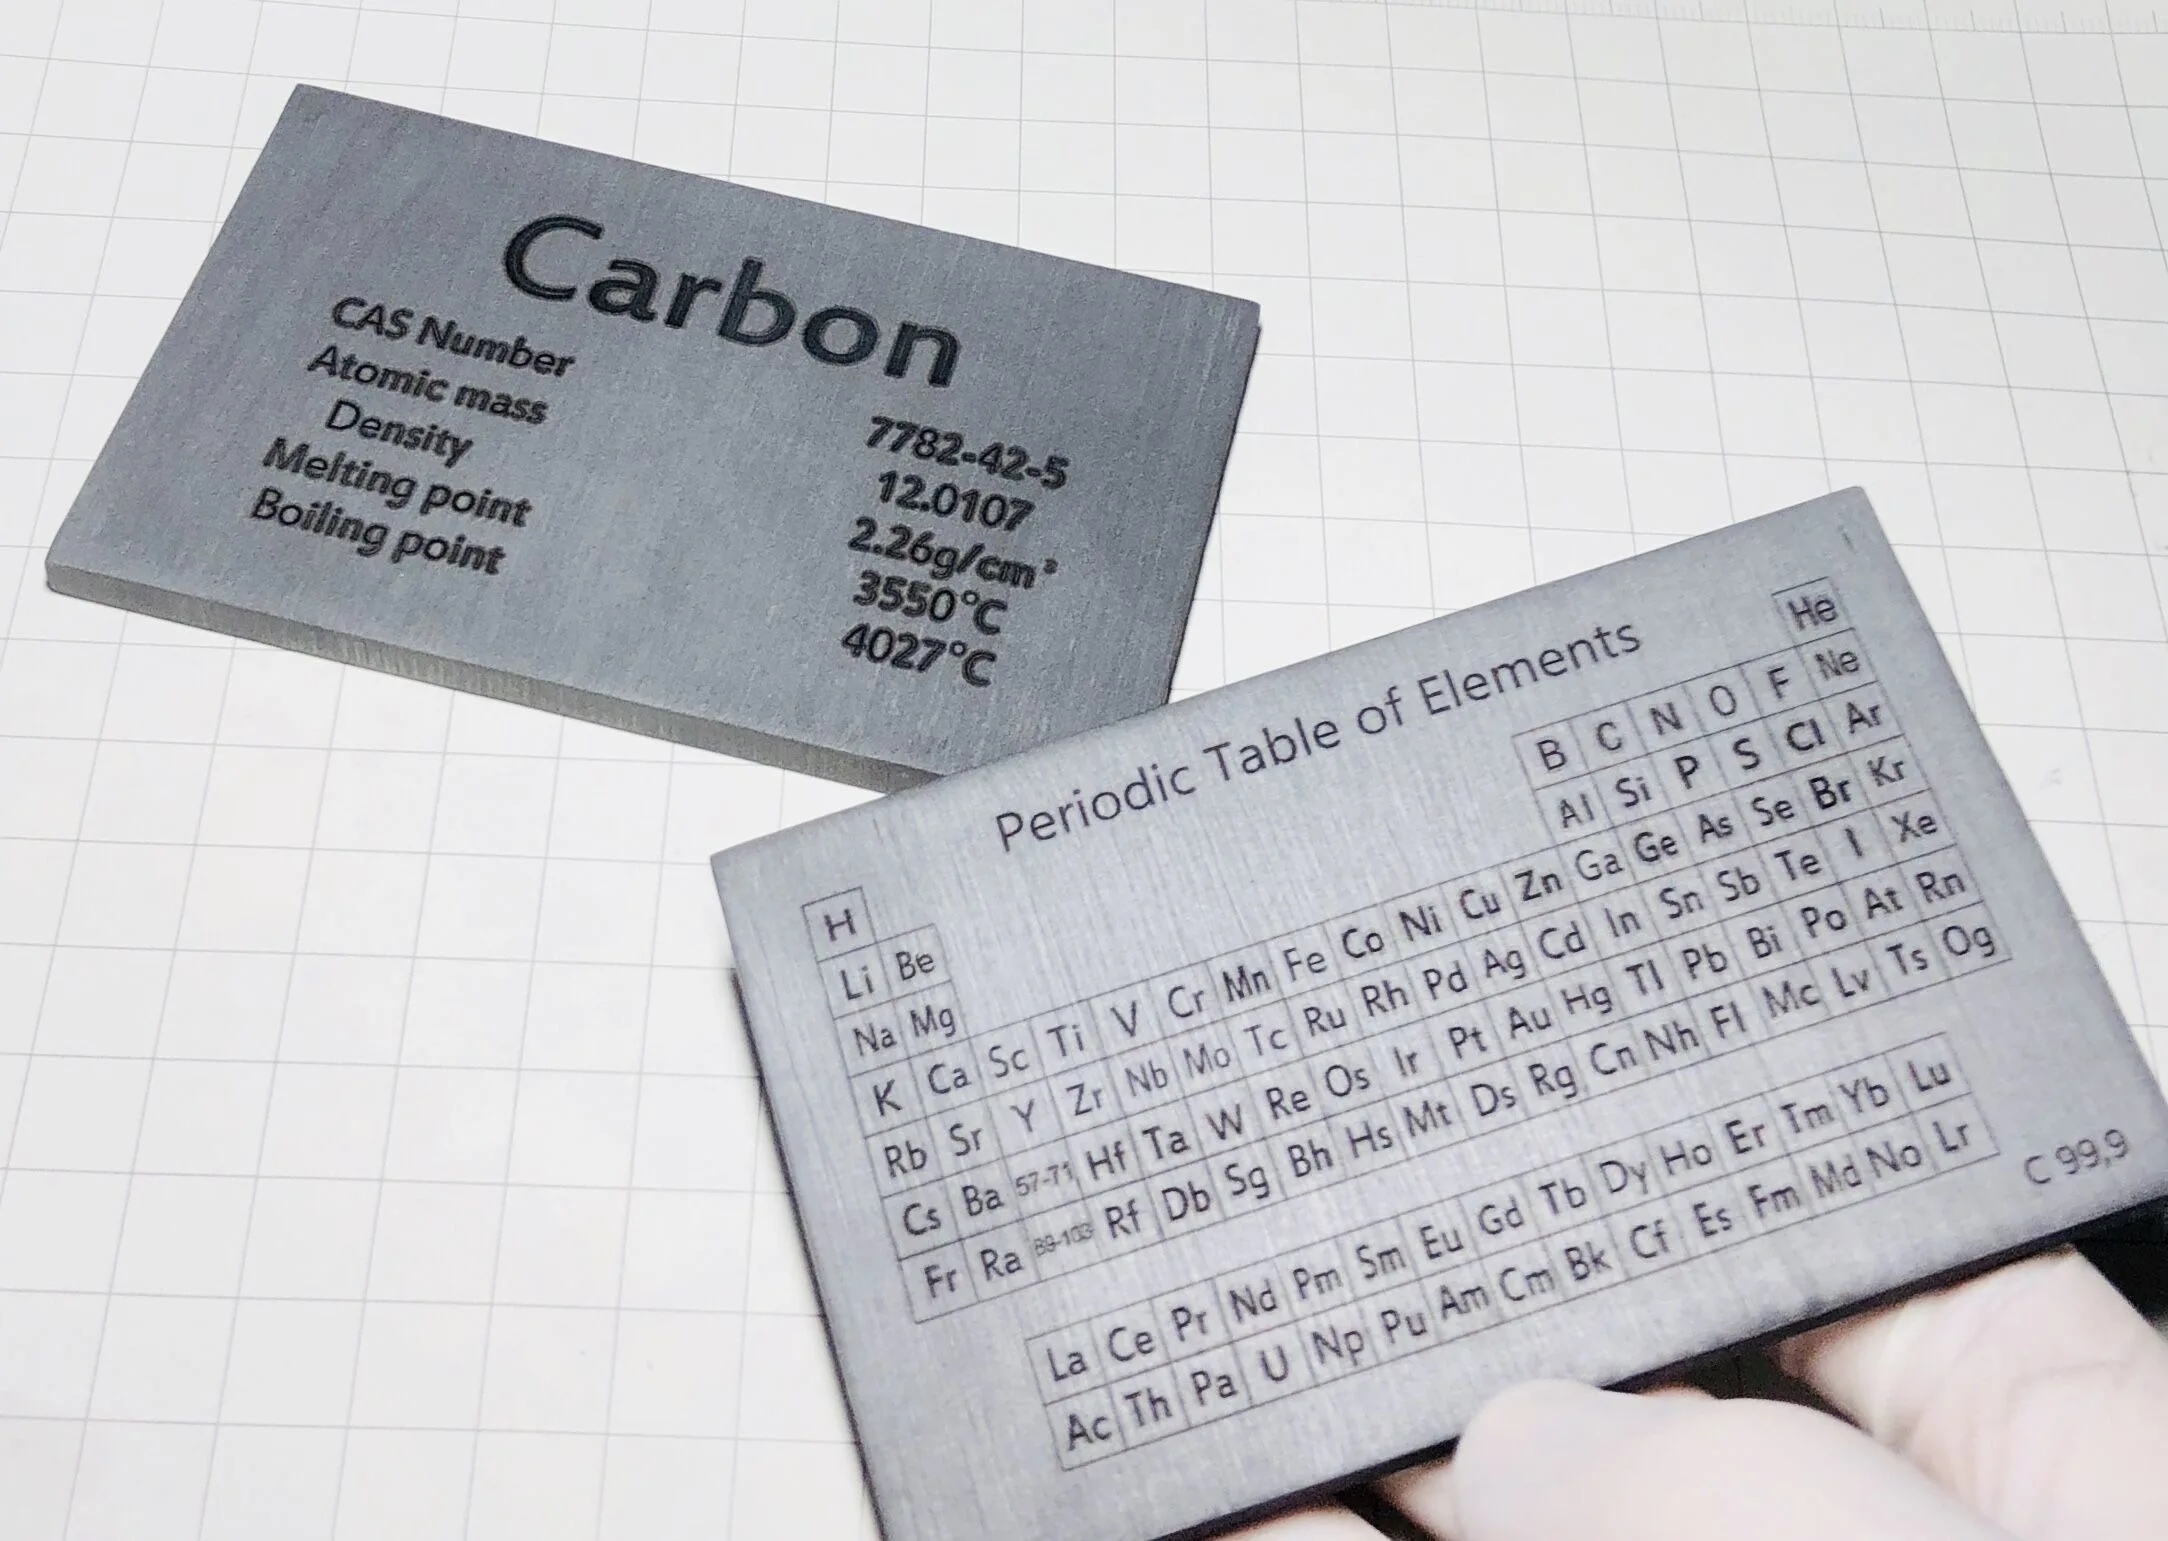 Carbon
CAS Number 7782-42-5
Atomic mass 12.0107
Density 2.26g/cm³
Melting point 3550°C
Boiling point 4027°C
Periodic Table of Elements
H He
Li Be B C N O F Ne
Na Mg Al Si P S Cl Ar
K Ca Sc Ti V Cr Mn Fe Co Ni Cu Zn Ga Ge As Se Br Kr
Rb Sr Y Zr Nb Mo Tc Ru Rh Pd Ag Cd In Sn Sb Te I Xe
Cs Ba 57-71 Hf Ta W Re Os Ir Pt Au Hg Tl Pb Bi Po At Rn
Fr Ra 89-103 Rf Db Sg Bh Hs Mt Ds Rg Cn Nh Fl Mc Lv Ts Og
La Ce Pr Nd Pm Sm Eu Gd Tb Dy Ho Er Tm Yb Lu
Ac Th Pa U Np Pu Am Cm Bk Cf Es Fm Md No Lr
C 99,9